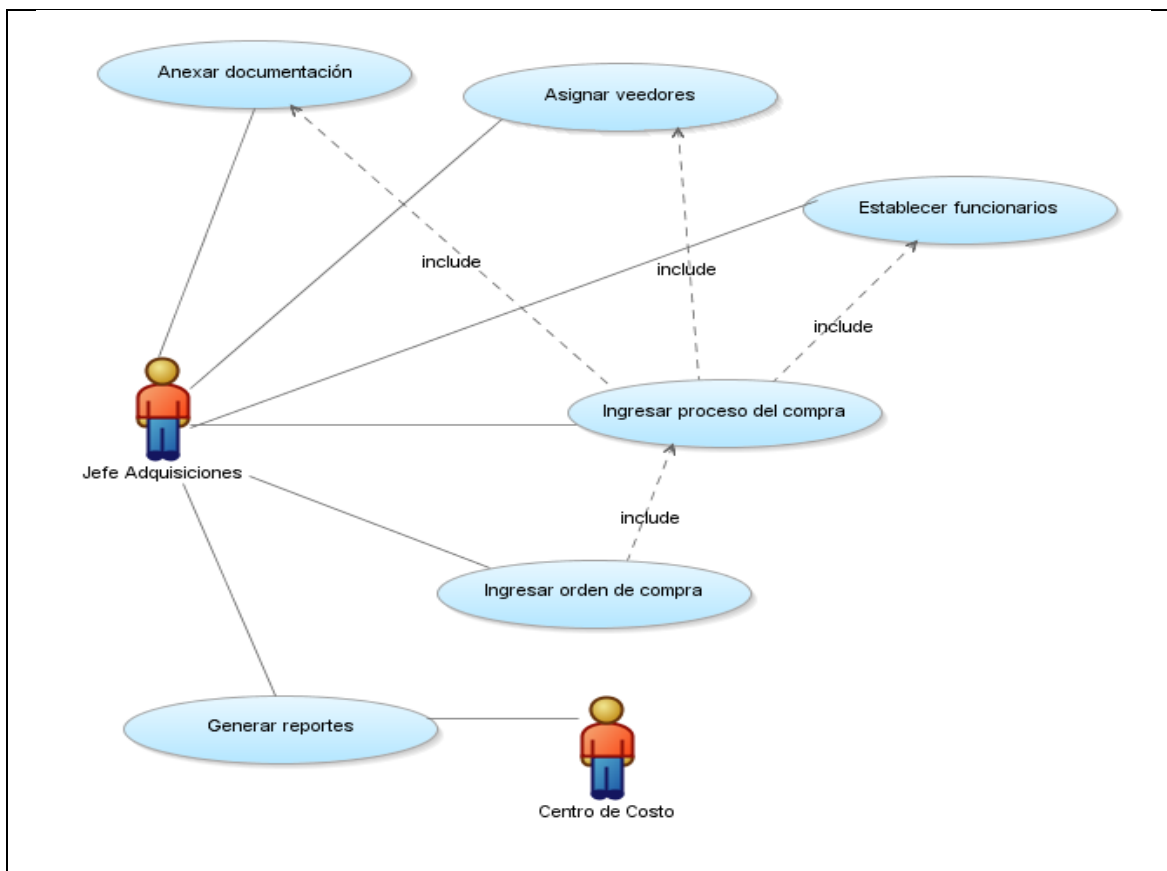 Anexar documentación
Asignar veedores
Establecer funcionarios
include
include
include
Ingresar proceso del compra
Jefe Adquisiciones
include
Ingresar orden de compra
Generar reportes
Centro de Costo